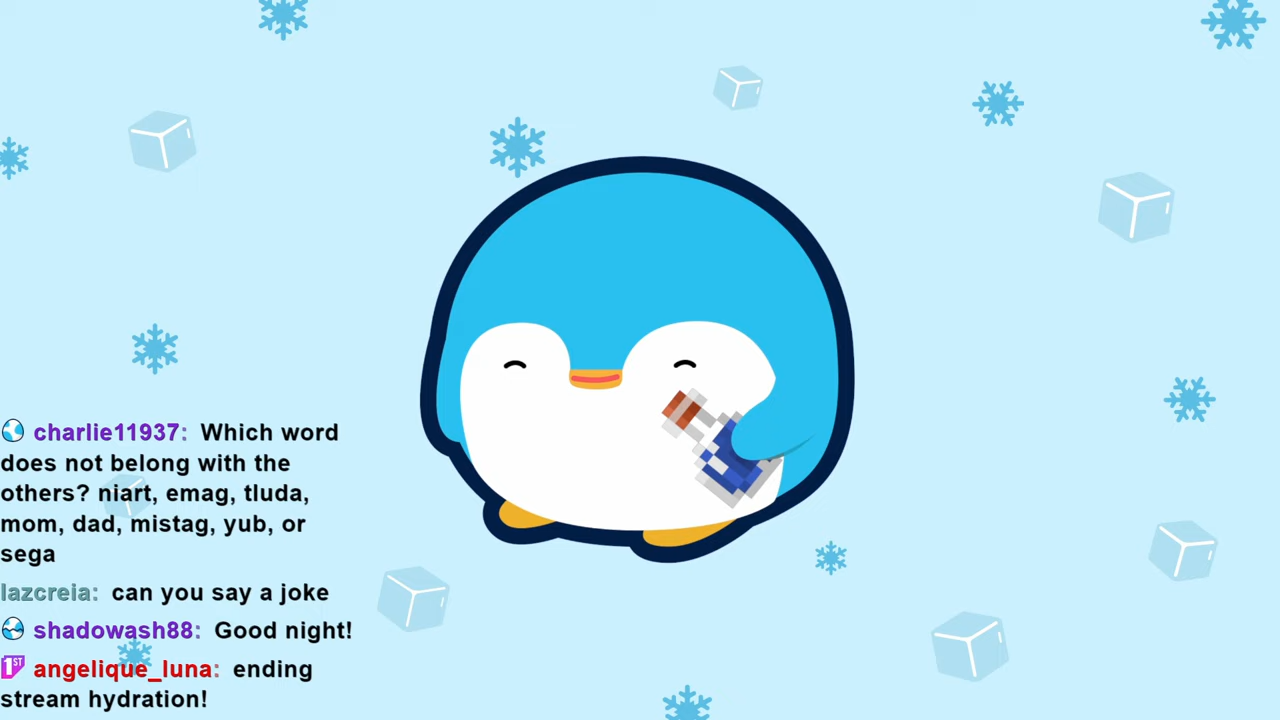 charlie11937: Which word
does not belong with the
others? niart, emag, tluda,
mom, dad, mistag, yub, or
sega
lazcreia: can you say a joke
shadowash88: Good night!
1ST angelique_luna: ending
stream hydration!